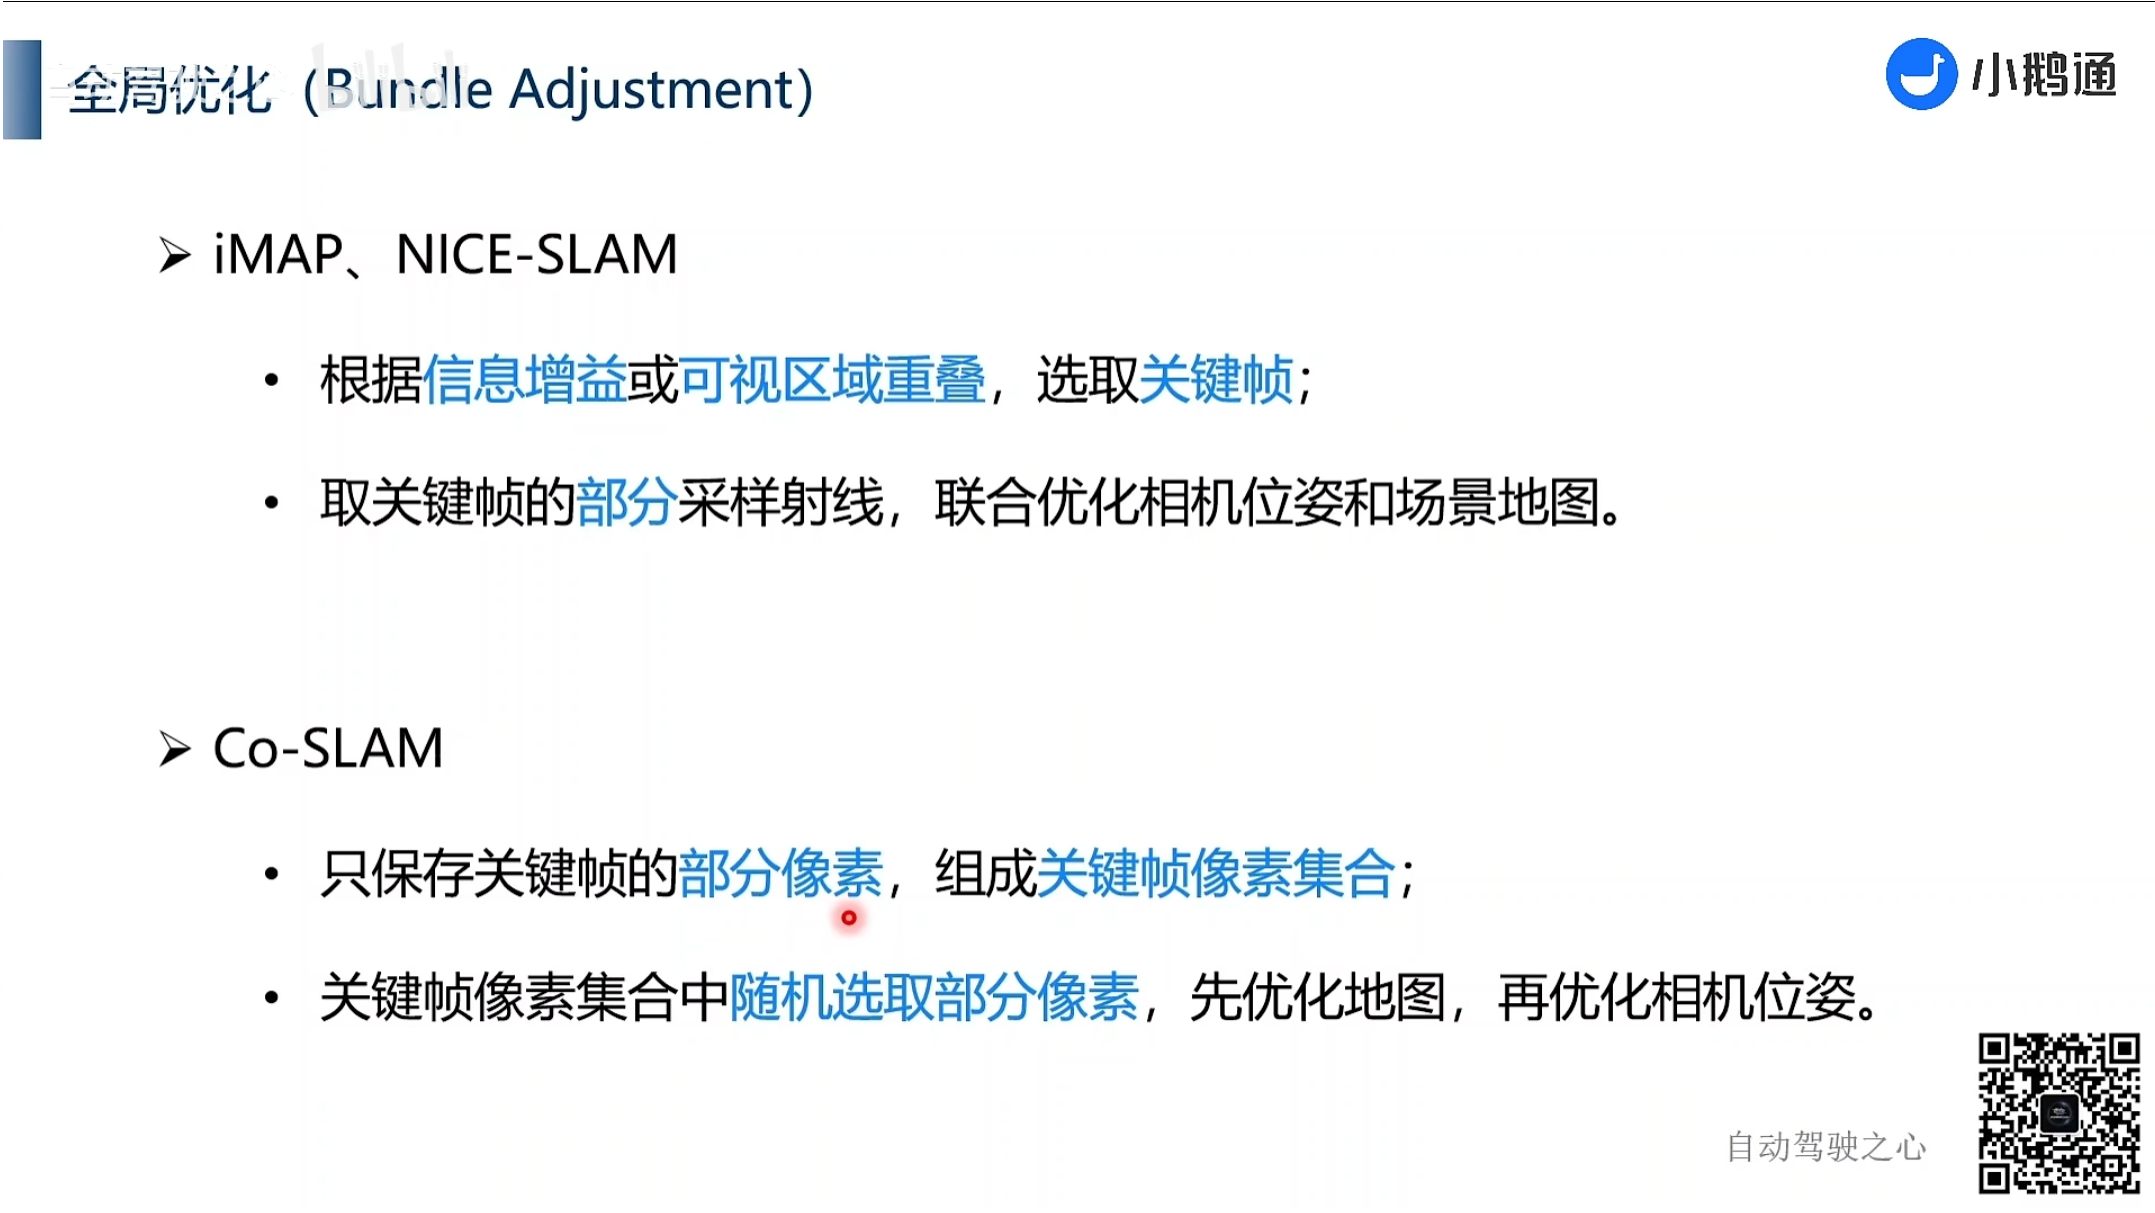 全局优化（Bundle Adjustment）
小鹅通
iMAP、NICE-SLAM
• 根据信息增益或可视区域重叠，选取关键帧；
• 取关键帧的部分采样射线，联合优化相机位姿和场景地图。
Co-SLAM
• 只保存关键帧的部分像素，组成关键帧像素集合；
• 关键帧像素集合中随机选取部分像素，先优化地图，再优化相机位姿。
自动驾驶之心